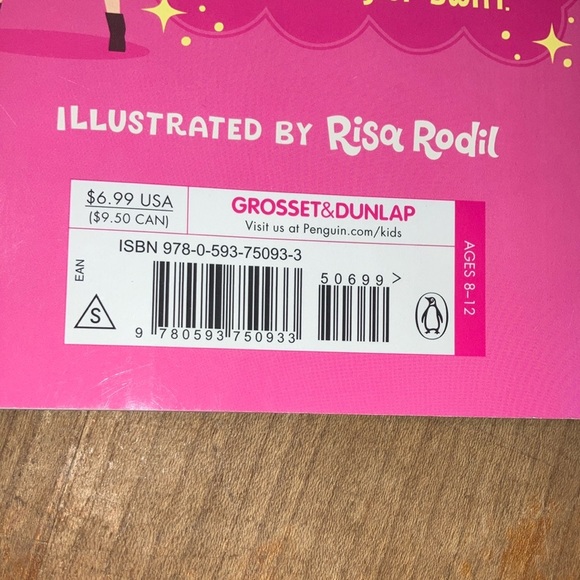 ILLUSTRATED BY Risa Rodil
$6.99 USA
($9.50 CAN)
GROSSET&DUNLAP
Visit us at Penguin.com/kids
ISBN 978-0-593-75093-3
50699>
EAN
S
9 780593 750933
AGES 8–12